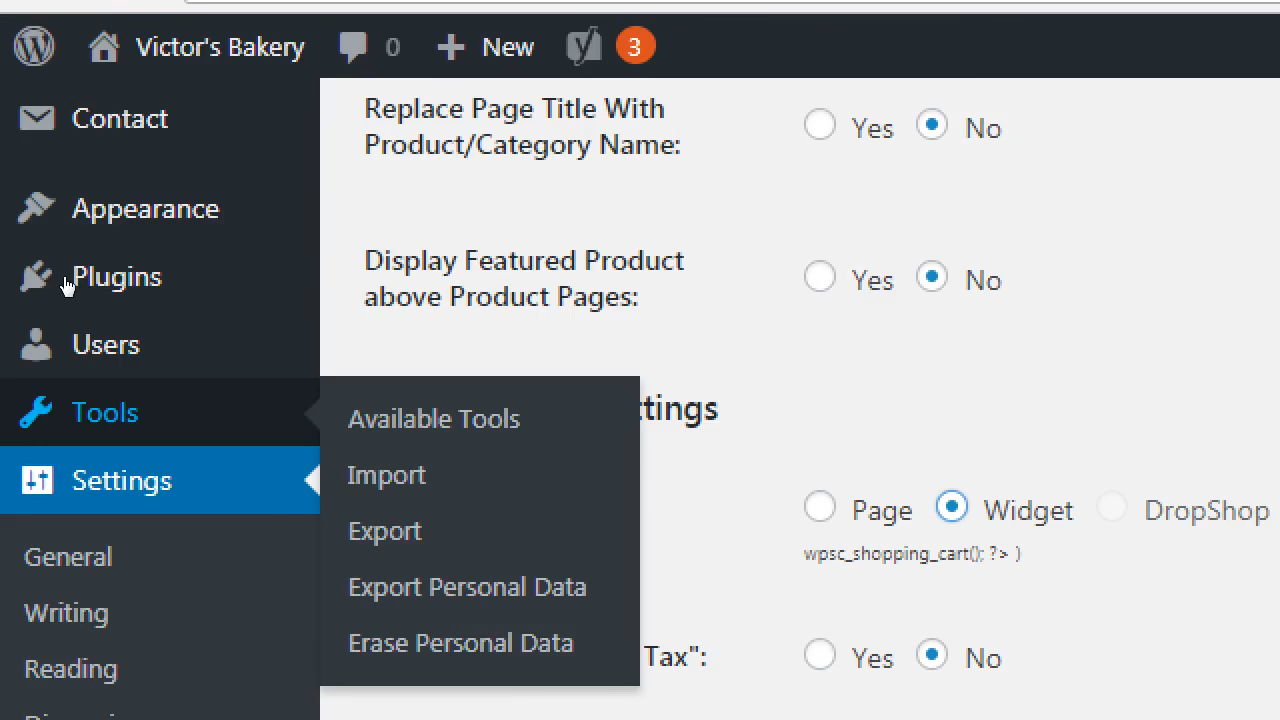 Victor's Bakery 0 New 3
Contact
Appearance
Plugins
Users
Tools
Settings
General
Writing
Reading
Available Tools
Import
Export
Export Personal Data
Erase Personal Data
Replace Page Title With
Product/Category Name:
Yes No
Display Featured Product
above Product Pages:
Yes No
ttings
Page Widget DropShop
wpsc_shopping_cart(); ?> )
Tax":
Yes No